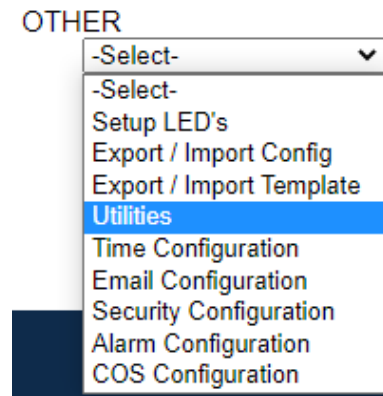 OTHER
-Select-
-Select-
Setup LED's
Export / Import Config
Export / Import Template
Utilities
Time Configuration
Email Configuration
Security Configuration
Alarm Configuration
COS Configuration